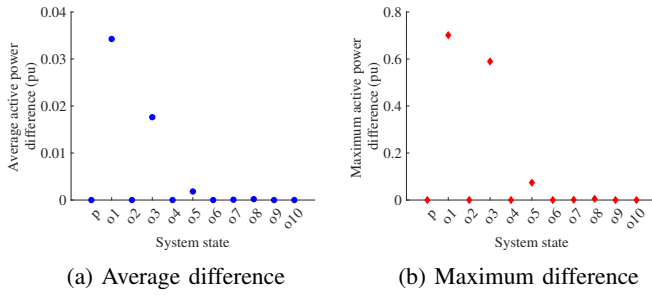 0.04
0.03
0.02
0.01
0
Average active power
difference (pu)
p o1 o2 o3 o4 o5 o6 o7 o8 o9 o10
System state
(a) Average difference
0.8
0.6
0.4
0.2
0
Maximum active power
difference (pu)
p o1 o2 o3 o4 o5 o6 o7 o8 o9 o10
System state
(b) Maximum difference